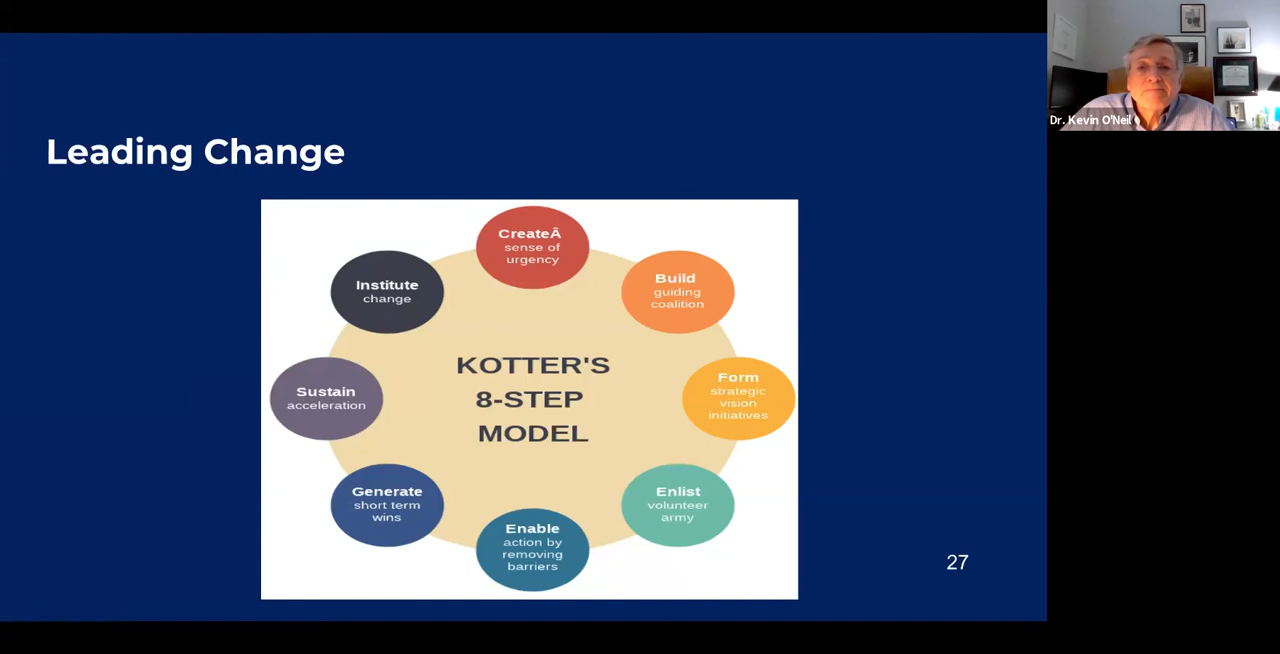 Leading Change
CreateÂ
sense of
urgency
Build
guiding
coalition
Form
strategic
vision
initiatives
Enlist
volunteer
army
Enable
action by
removing
barriers
Generate
short term
wins
Sustain
acceleration
Institute
change
KOTTER'S
8-STEP
MODEL
27
Dr. Kevin O'Neil